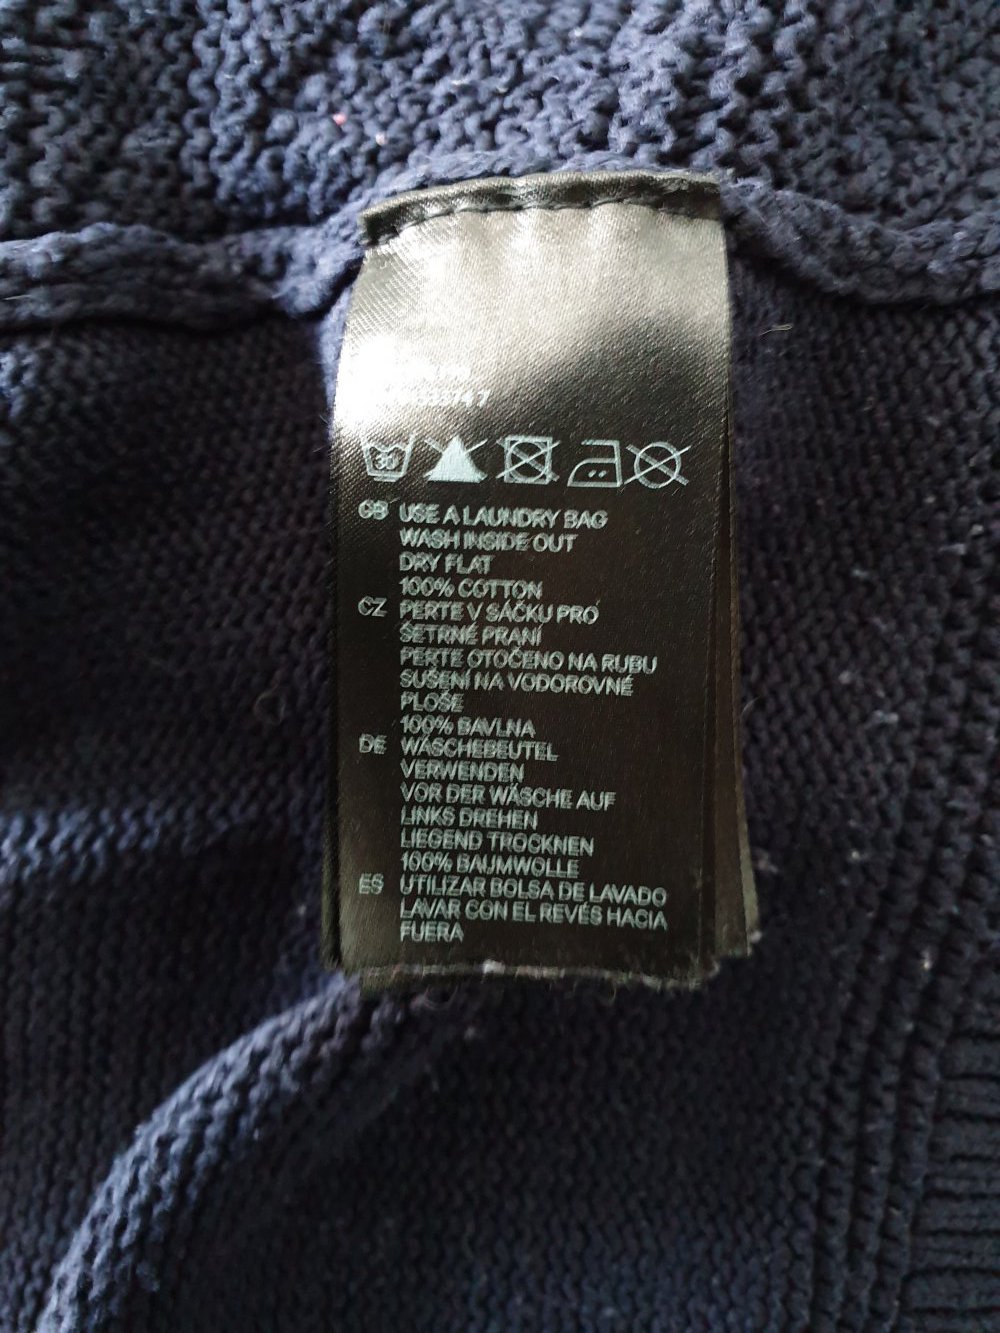 30
GB USE A LAUNDRY BAG
WASH INSIDE OUT
DRY FLAT
100% COTTON
CZ PERTE V SÁČKU PRO
ŠETRNÉ PRANÍ
PERTE OTOČENO NA RUBU
SUŠENÍ NA VODOROVNÉ
PLOŠE
100% BAVLNA
DE WÄSCHEBEUTEL
VERWENDEN
VOR DER WÄSCHE AUF
LINKS DREHEN
LIEGEND TROCKNEN
100% BAUMWOLLE
ES UTILIZAR BOLSA DE LAVADO
LAVAR CON EL REVÉS HACIA
FUERA